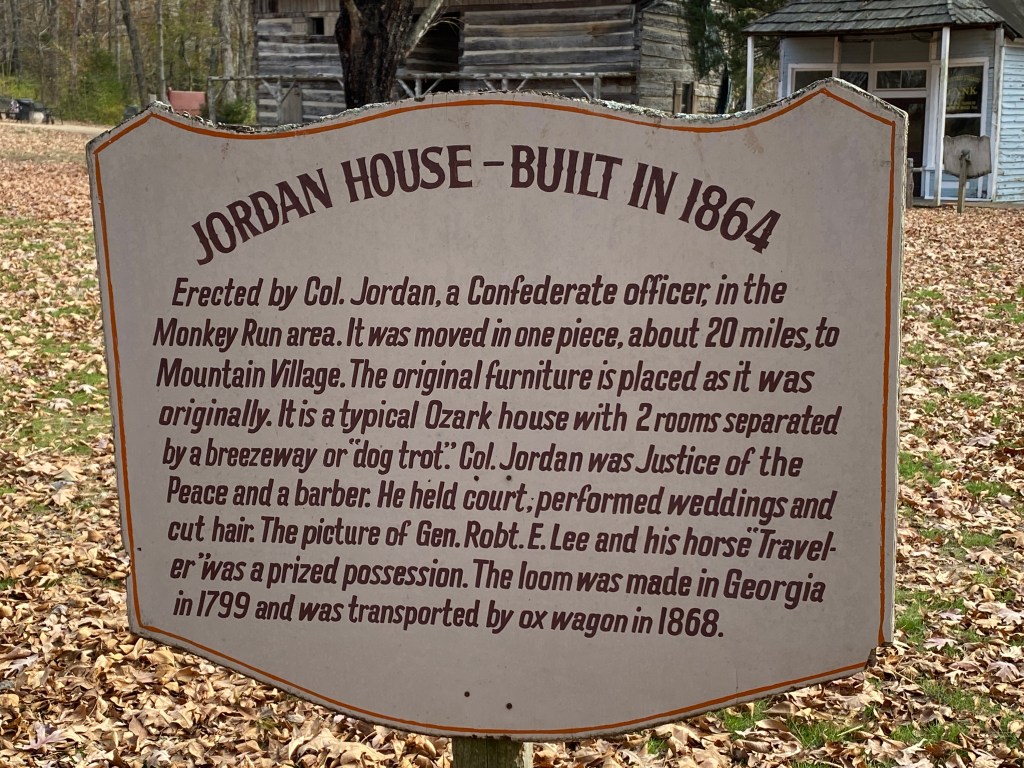 JORDAN HOUSE - BUILT IN 1864
Erected by Col. Jordan, a Confederate officer, in the
Monkey Run area. It was moved in one piece, about 20 miles, to
Mountain Village. The original furniture is placed as it was
originally. It is a typical Ozark house with 2 rooms separated
by a breezeway or "dog trot." Col. Jordan was Justice of the
Peace and a barber. He held court, performed weddings and
cut hair. The picture of Gen. Robt. E. Lee and his horse "Travel-
er" was a prized possession. The loom was made in Georgia
in 1799 and was transported by ox wagon in 1868.
BANK